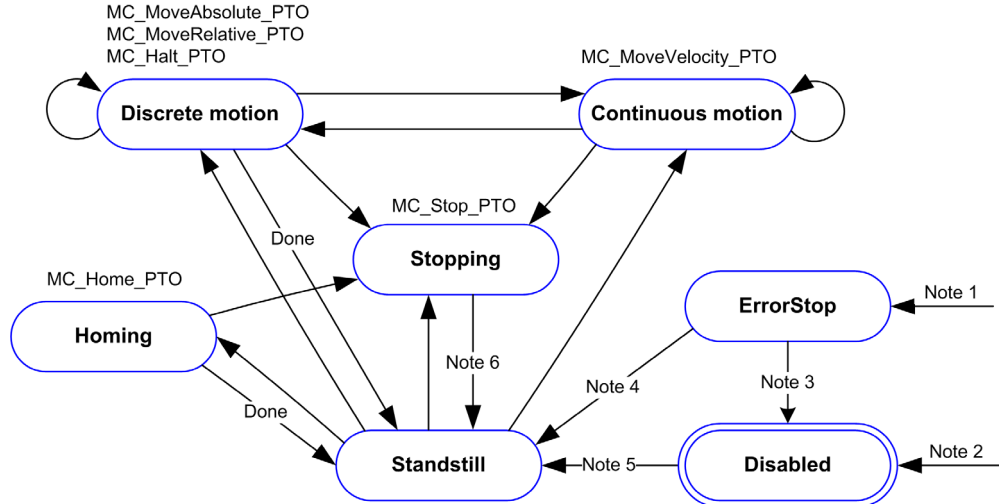 MC_MoveAbsolute_PTO
MC_MoveRelative_PTO
MC_Halt_PTO
MC_MoveVelocity_PTO
Discrete motion
Continuous motion
MC_Stop_PTO
Done
Stopping
MC_Home_PTO
ErrorStop
Note 1
Homing
Note 6
Note 4
Note 3
Done
Standstill
Note 5
Disabled
Note 2